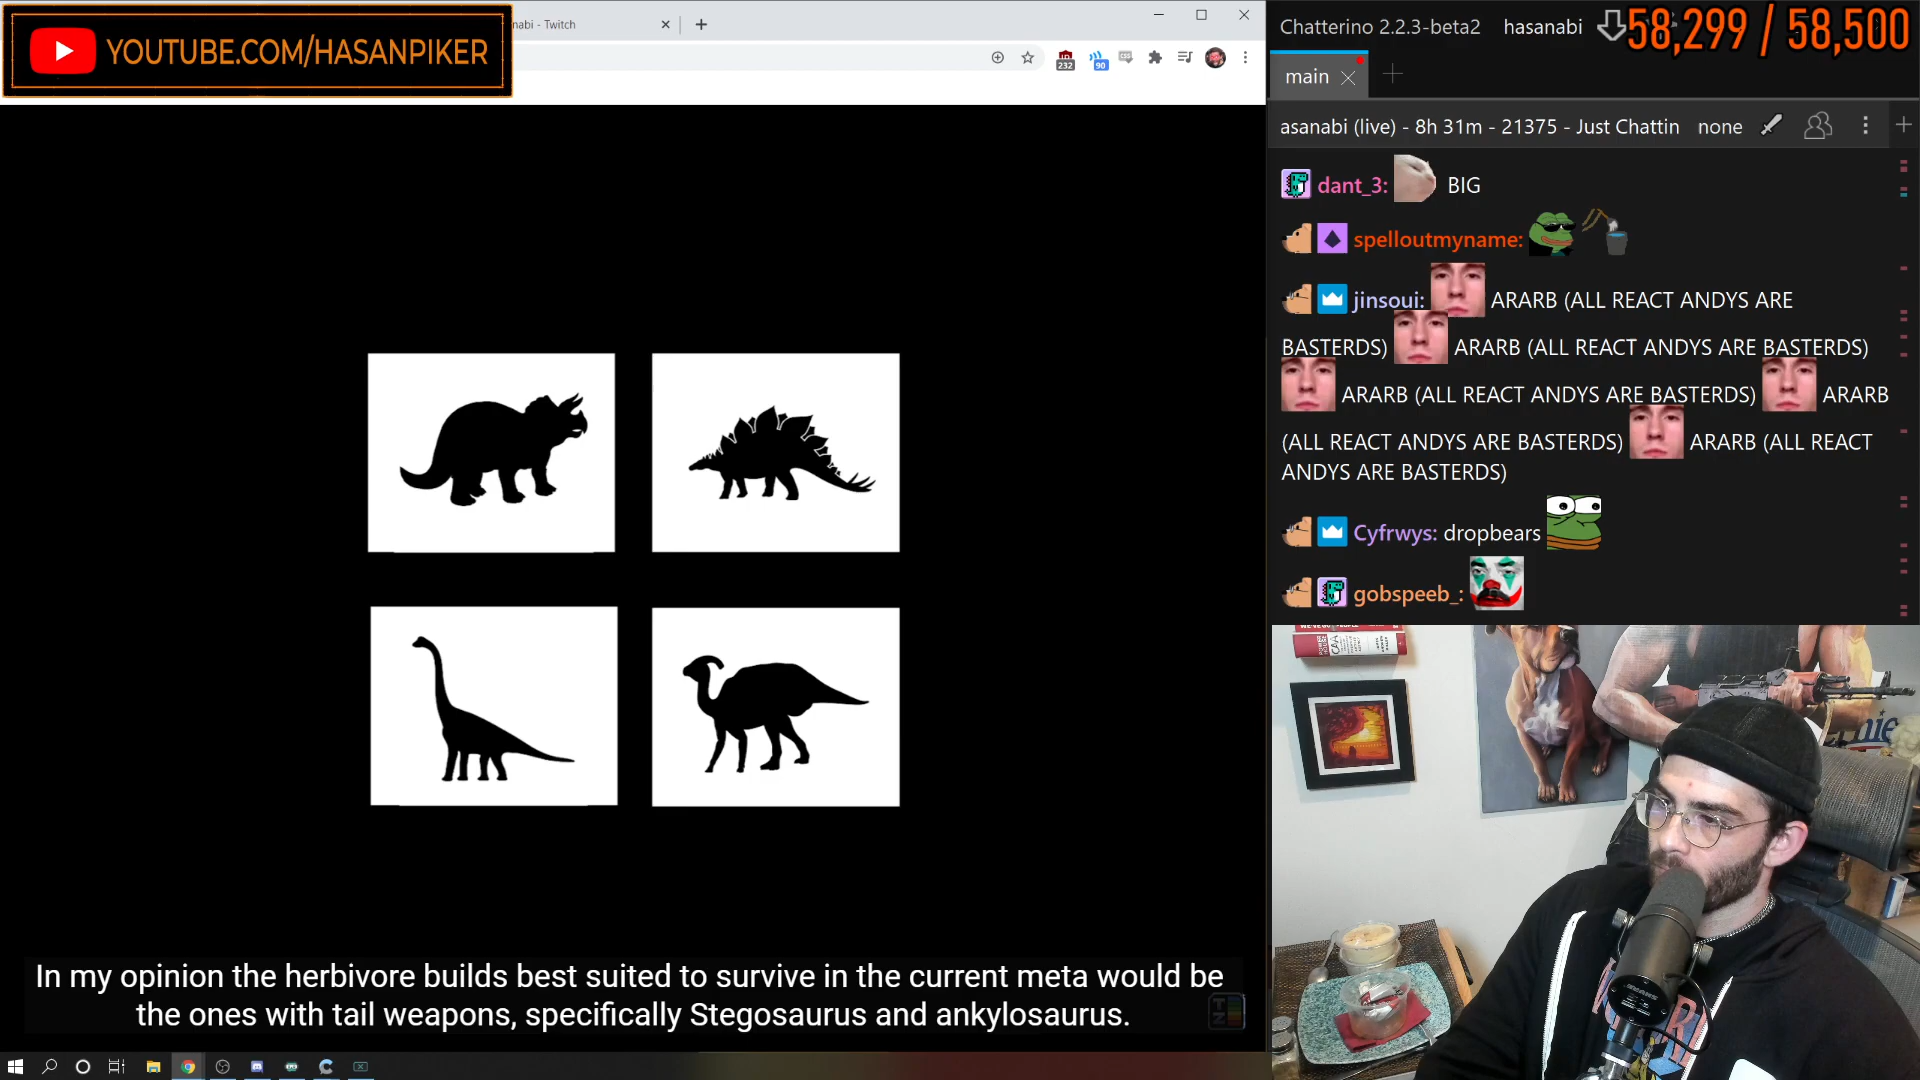 YOUTUBE.COM/HASANPIKER
nabi - Twitch
232
90
Chatterino 2.2.3-beta2
hasanabi
58,299 / 58,500
main
asanabi (live) - 8h 31m - 21375 - Just Chattin
none
dant_3: BIG
spelloutmyname:
jinsoui: ARARB (ALL REACT ANDYS ARE
BASTERDS) ARARB (ALL REACT ANDYS ARE BASTERDS)
ARARB (ALL REACT ANDYS ARE BASTERDS) ARARB
(ALL REACT ANDYS ARE BASTERDS) ARARB (ALL REACT
ANDYS ARE BASTERDS)
Cyfrwys: dropbears
gobspeeb_:
In my opinion the herbivore builds best suited to survive in the current meta would be
the ones with tail weapons, specifically Stegosaurus and ankylosaurus.
TZ